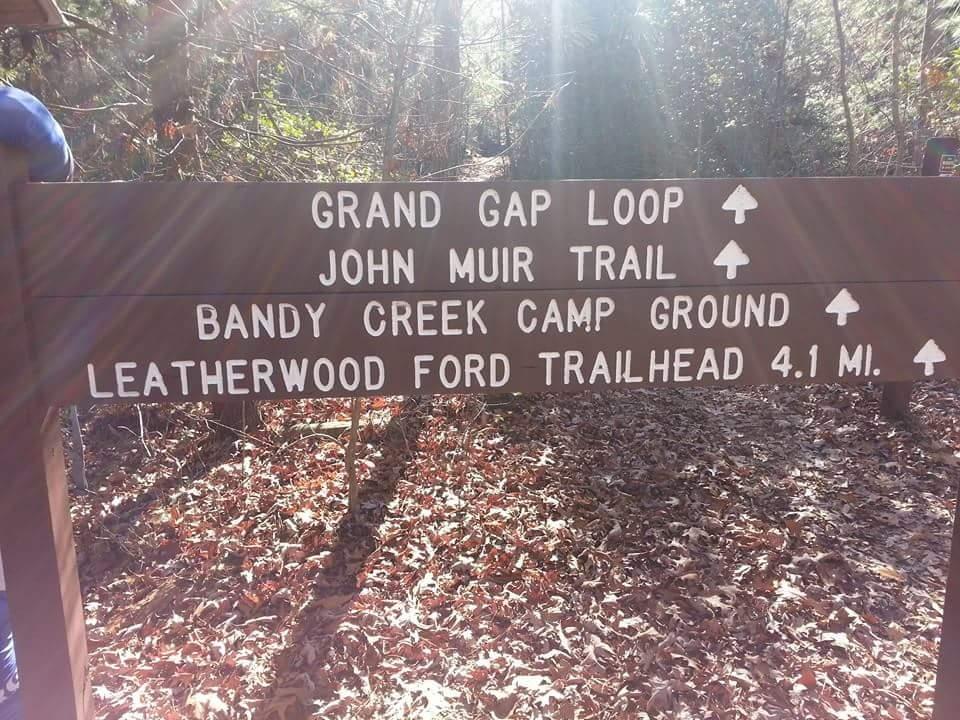 GRAND GAP LOOP
JOHN MUIR TRAIL
BANDY CREEK CAMP GROUND
LEATHERWOOD FORD TRAILHEAD 4.1 MI.